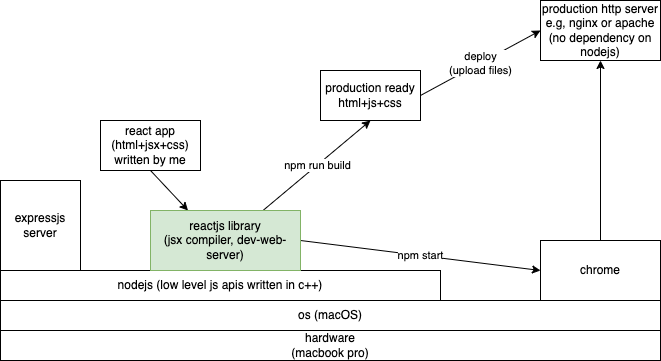 production http server
e.g, nginx or apache
(no dependency on
nodejs)
deploy
(upload files)
production ready
html+js+css
react app
(html+jsx+css)
written by me
npm run build
expressjs
server
reactjs library
(jsx compiler, dev-web-
server)
npm start
chrome
nodejs (low level js apis written in c++)
os (macOS)
hardware
(macbook pro)